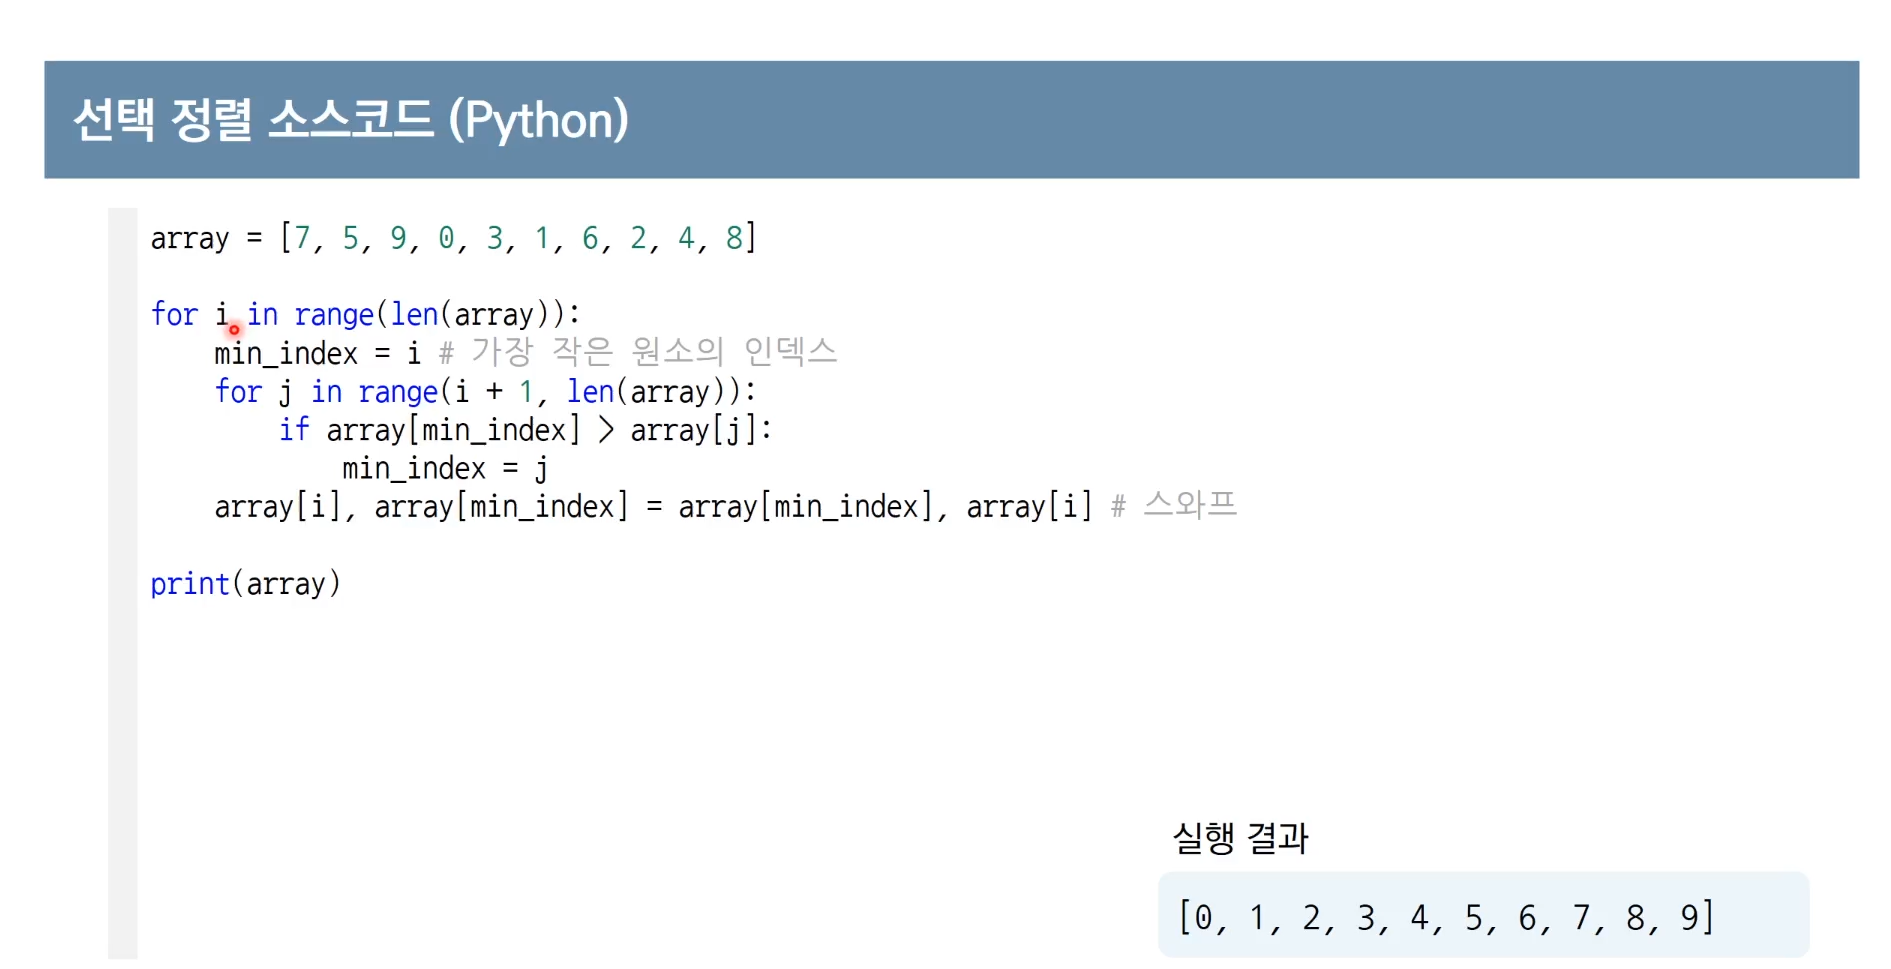 선택 정렬 소스코드 (Python)
array = [7, 5, 9, 0, 3, 1, 6, 2, 4, 8]
for i in range(len(array)):
    min_index = i # 가장 작은 원소의 인덱스
    for j in range(i + 1, len(array)):
        if array[min_index] > array[j]:
            min_index = j
    array[i], array[min_index] = array[min_index], array[i] # 스와프
print(array)
실행 결과
[0, 1, 2, 3, 4, 5, 6, 7, 8, 9]